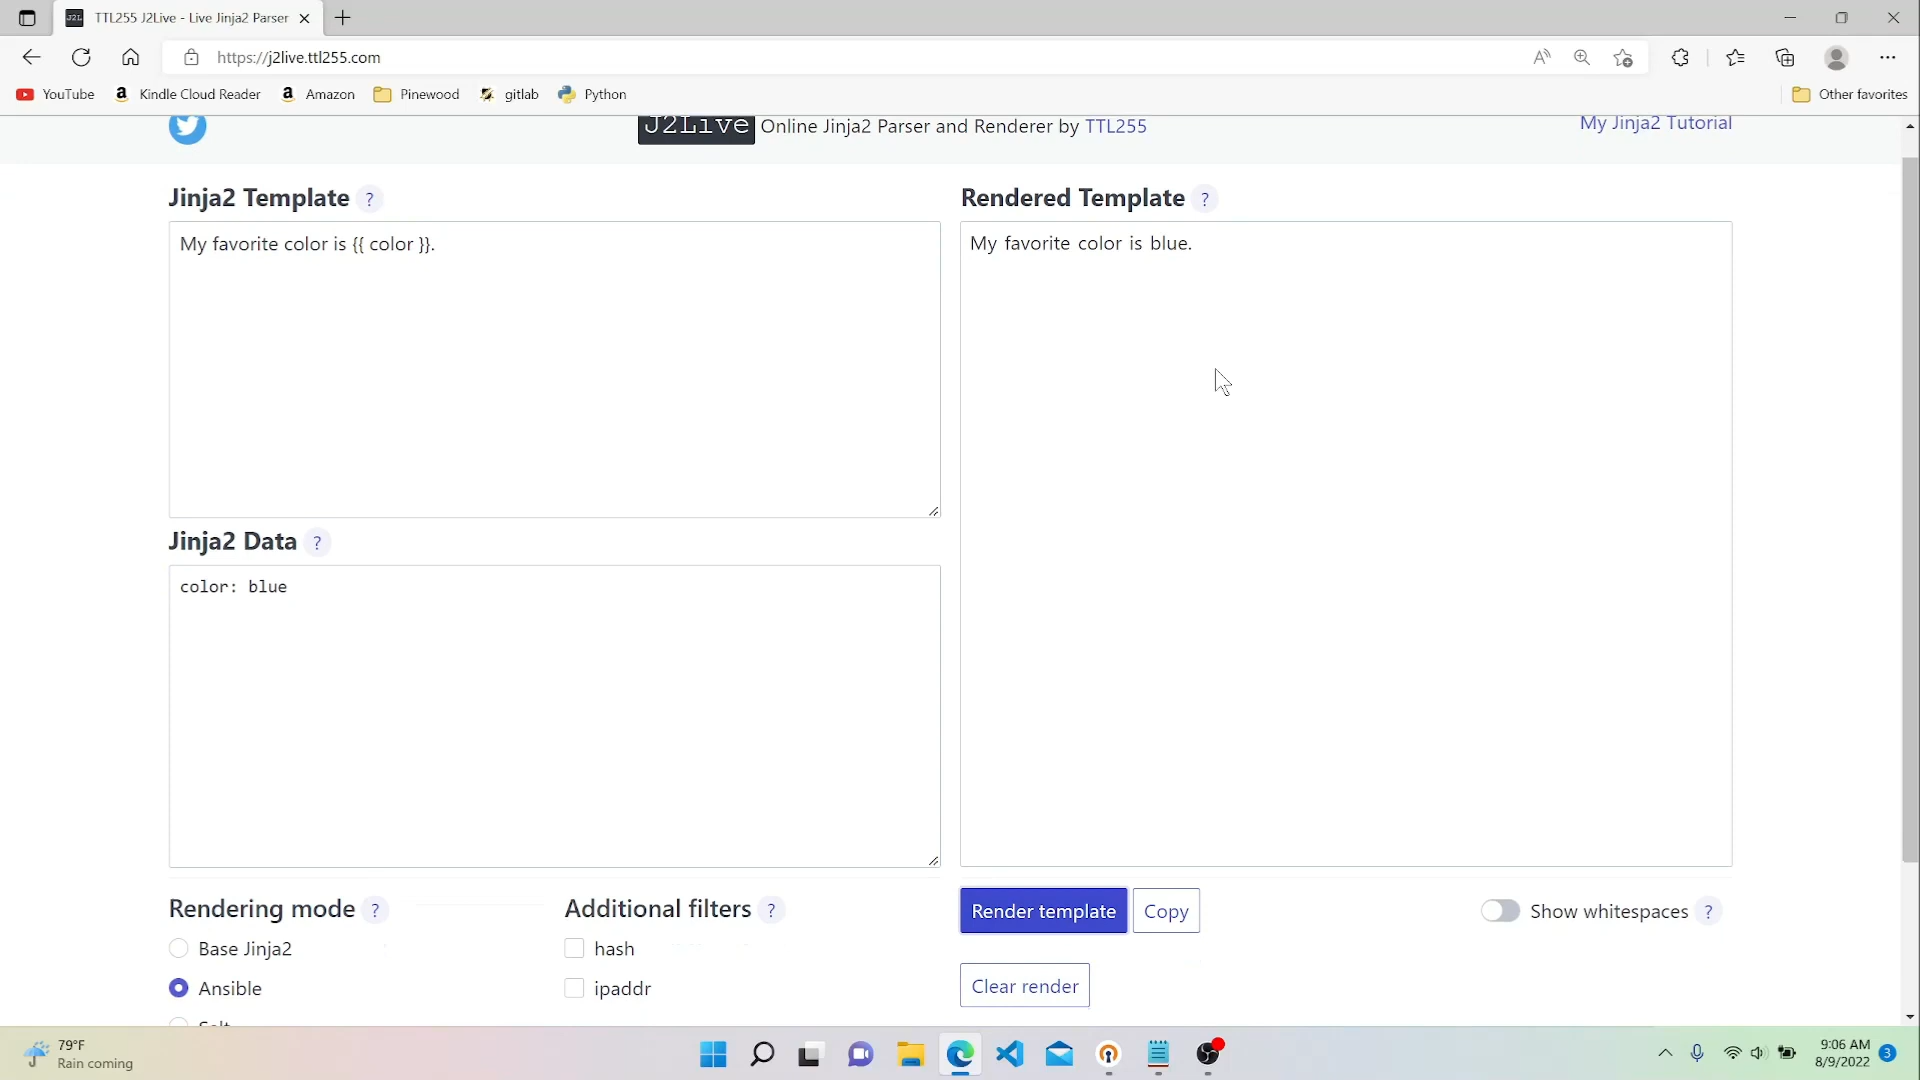 TTL255 J2Live - Live Jinja2 Parser
https://j2live.ttl255.com
YouTube
Kindle Cloud Reader
Amazon
Pinewood
gitlab
Python
Other favorites
J2Live Online Jinja2 Parser and Renderer by TTL255
My Jinja2 Tutorial
Jinja2 Template ?
My favorite color is {{ color }}.
Rendered Template ?
My favorite color is blue.
Jinja2 Data ?
color: blue
Rendering mode ?
Base Jinja2
Ansible
Salt
Additional filters ?
hash
ipaddr
Render template
Copy
Show whitespaces ?
Clear render
79°F
Rain coming
9:06 AM
8/9/2022
3